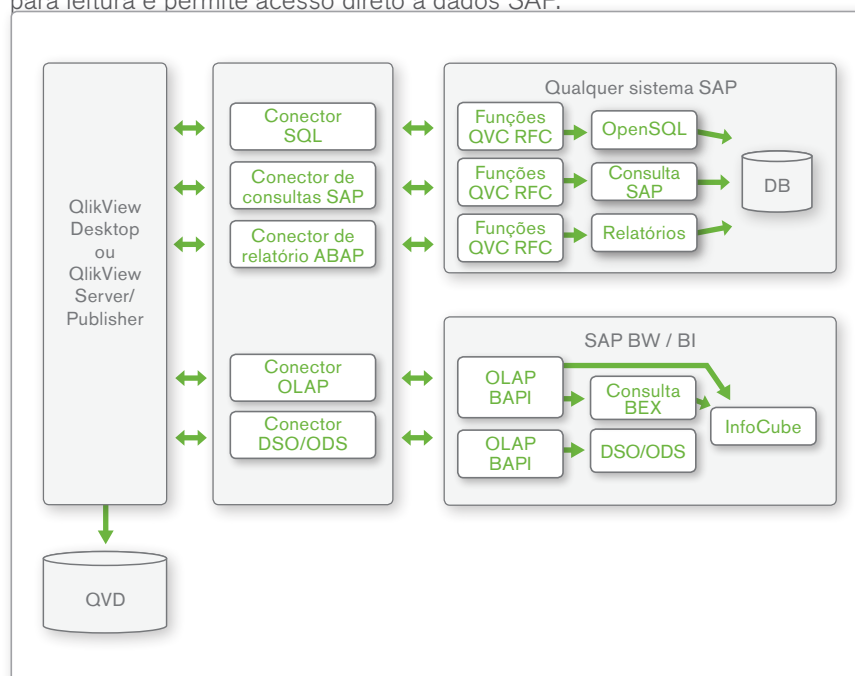 para leitura e permite acesso direto a dados SAP.
QlikView
Desktop
ou
QlikView
Server/
Publisher
QVD
Conector
SQL
Conector de
consultas SAP
Conector de
relatório ABAP
Conector
OLAP
Conector
DSO/ODS
Qualquer sistema SAP
Funções
QVC RFC
OpenSQL
Funções
QVC RFC
Consulta
SAP
Funções
QVC RFC
Relatórios
DB
SAP BW / BI
OLAP
BAPI
Consulta
BEX
InfoCube
OLAP
BAPI
DSO/ODS